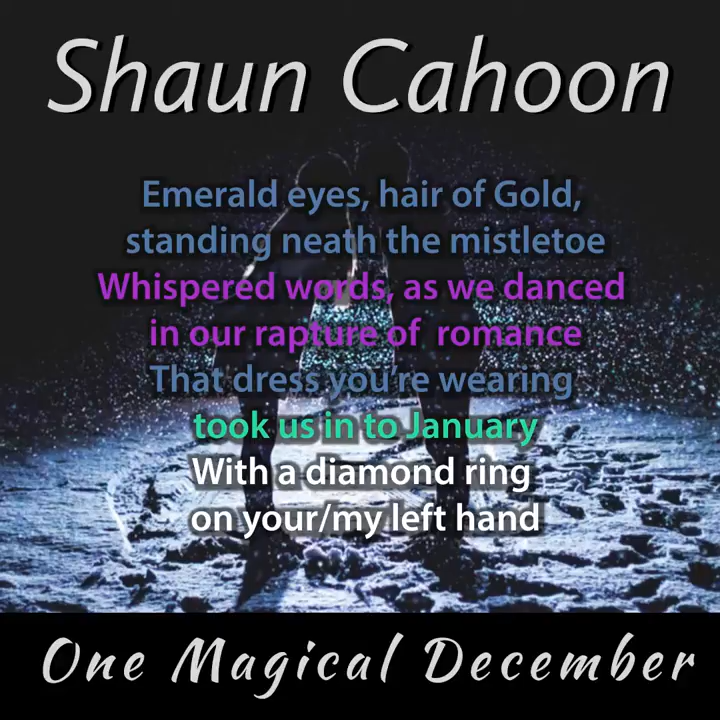 Shaun Cahoon
Emerald eyes, hair of Gold,
standing neath the mistletoe
Whispered words, as we danced
in our rapture of romance
That dress you're wearing
took us in to January
With a diamond ring
on your/my left hand
One Magical December